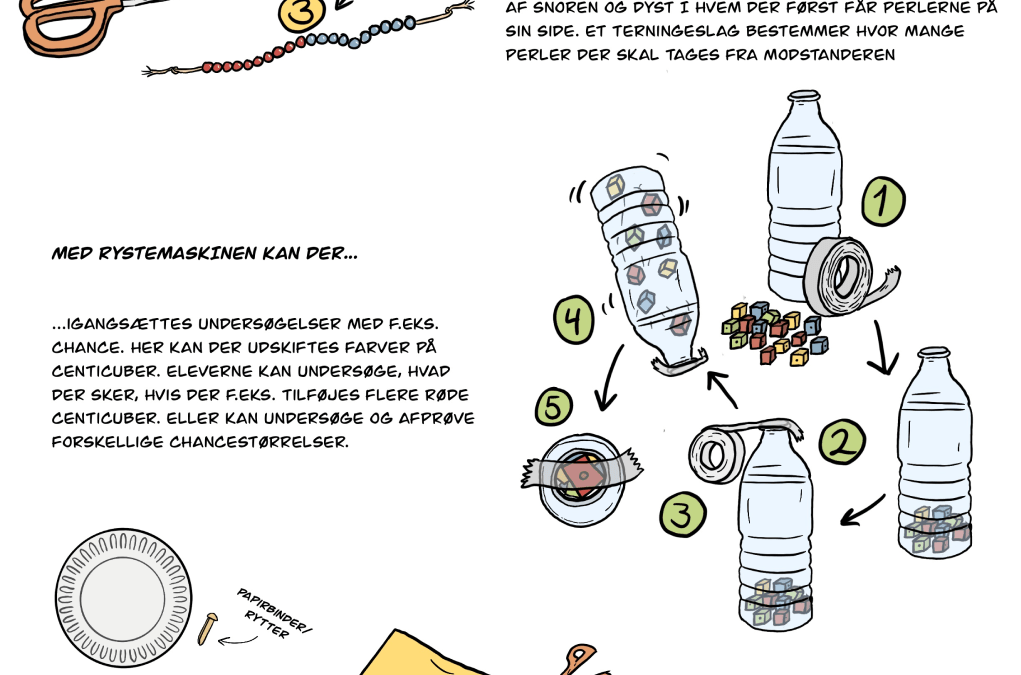 3
AF SNOREN OG DYST I HVEM DER FØRST FÅR PERLERNE PÅ
SIN SIDE. ET TERNINGESLAG BESTEMMER HVOR MANGE
PERLER DER SKAL TAGES FRA MODSTANDEREN
MED RYSTEMASKINEN KAN DER...
...IGANGSÆTTES UNDERSØGELSER MED F.EKS.
CHANCE. HER KAN DER UDSKIFTES FARVER PÅ
CENTICUBER. ELEVERNE KAN UNDERSØGE, HVAD
DER SKER, HVIS DER F.EKS. TILFØJES FLERE RØDE
CENTICUBER. ELLER KAN UNDERSØGE OG AFPRØVE
FORSKELLIGE CHANCESTØRRELSER.
1
4
5
2
3
PAPIRBINDER/
RYTTER